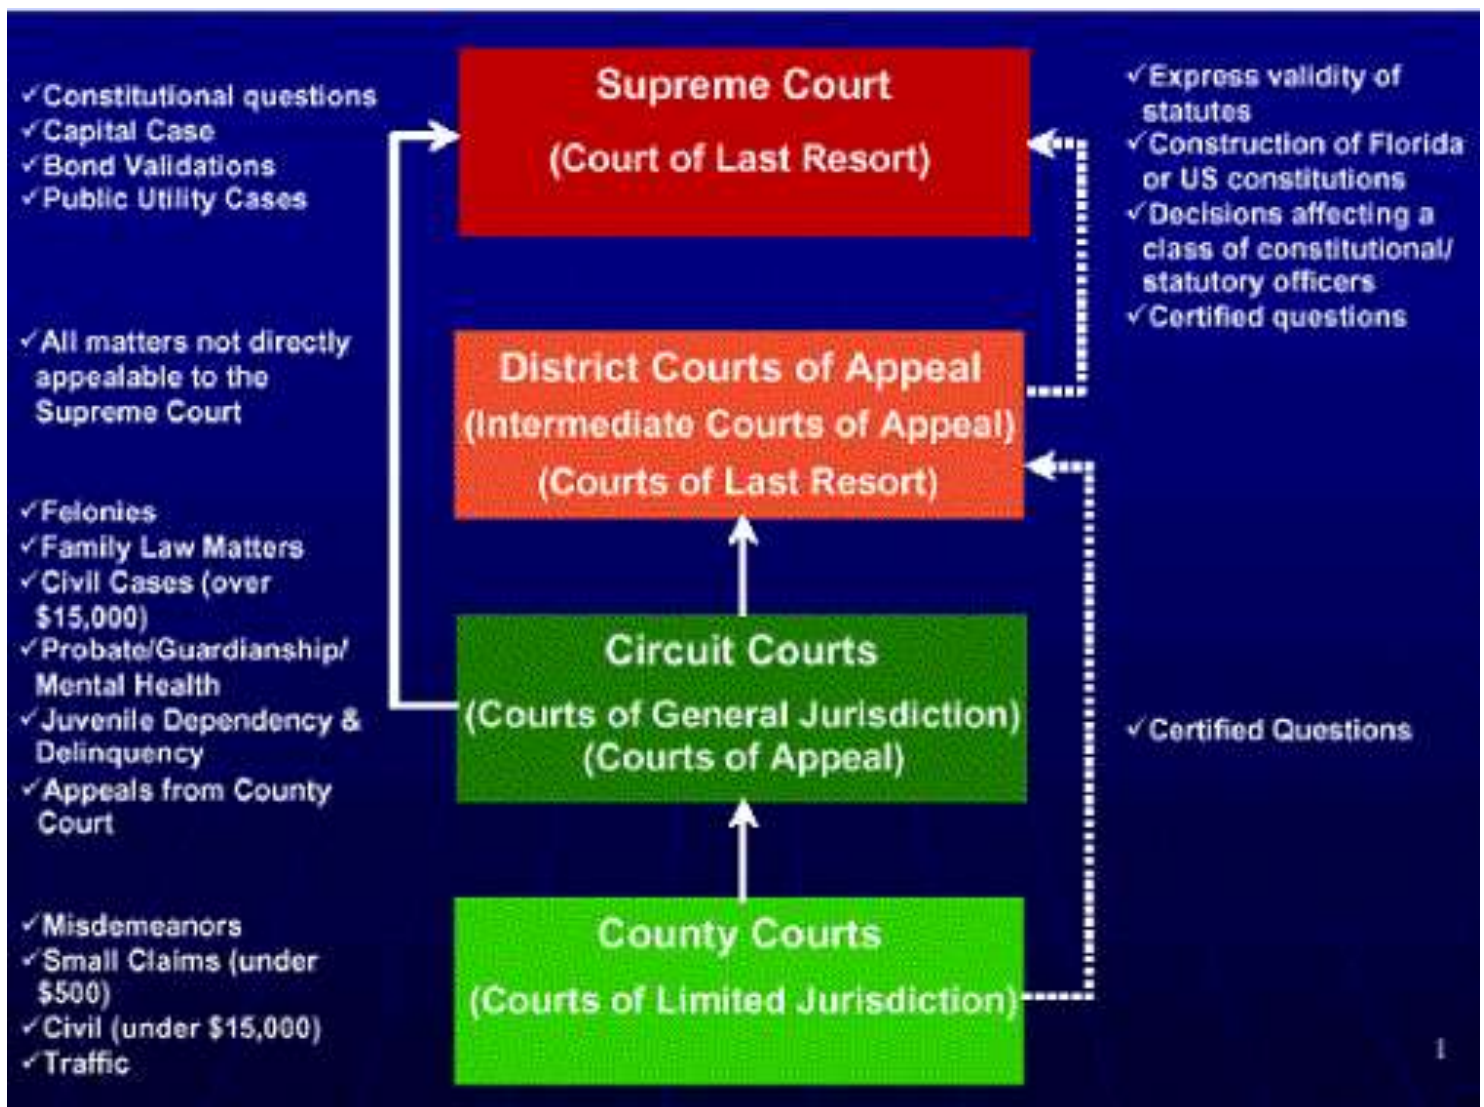 ✓Constitutional questions
✓Capital Case
✓Bond Validations
✓Public Utility Cases
Supreme Court
(Court of Last Resort)
✓Express validity of
statutes
✓Construction of Florida
or US constitutions
✓Decisions affecting a
class of constitutional/
statutory officers
✓Certified questions
✓All matters not directly
appealable to the
Supreme Court
District Courts of Appeal
(Intermediate Courts of Appeal)
(Courts of Last Resort)
✓Felonies
✓Family Law Matters
✓Civil Cases (over
$15,000)
✓Probate/Guardianship/
Mental Health
✓Juvenile Dependency &
Delinquency
✓Appeals from County
Court
Circuit Courts
(Courts of General Jurisdiction)
(Courts of Appeal)
✓Certified Questions
✓Misdemeanors
✓Small Claims (under
$500)
✓Civil (under $15,000)
✓Traffic
County Courts
(Courts of Limited Jurisdiction)
1